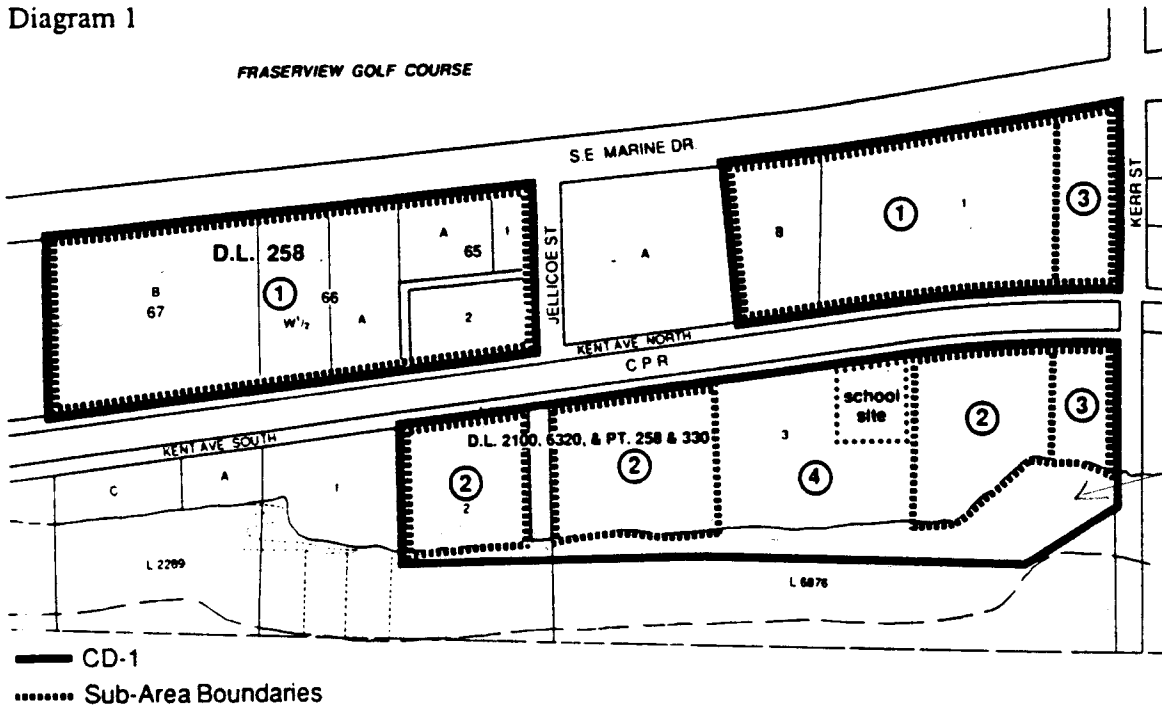 Diagram 1
FRASERVIEW GOLF COURSE
S.E MARINE DR.
KERR ST
JELLICOE ST
D.L. 258
A
65
1
B
67
1
66
W½
A
2
A
B
1
1
3
KENT AVE NORTH
C P R
KENT AVE SOUTH
school
site
D.L. 2100, 6320, & PT. 258 & 330
3
2
2
2
4
2
3
C
A
1
L 2289
L 6876
CD-1
Sub-Area Boundaries